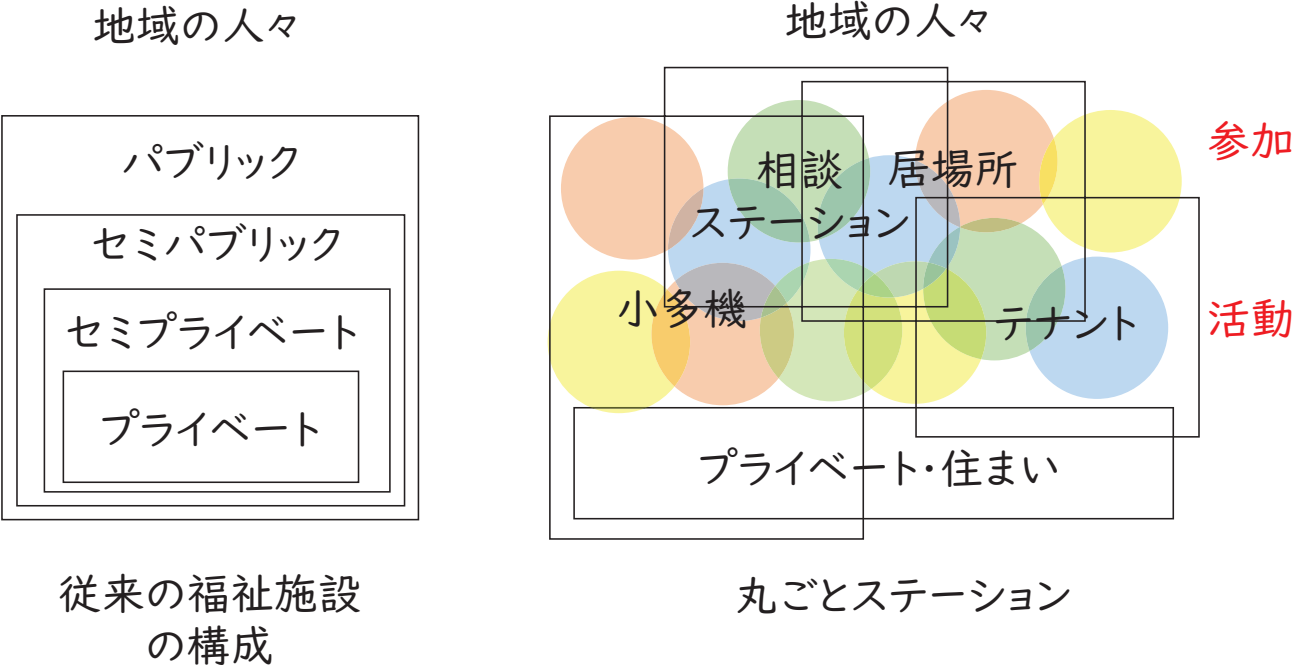 地域の人々
パブリック
セミパブリック
セミプライベート
プライベート
従来の福祉施設
の構成
地域の人々
相談
居場所
ステーション
小多機
テナント
プライベート・住まい
参加
活動
丸ごとステーション